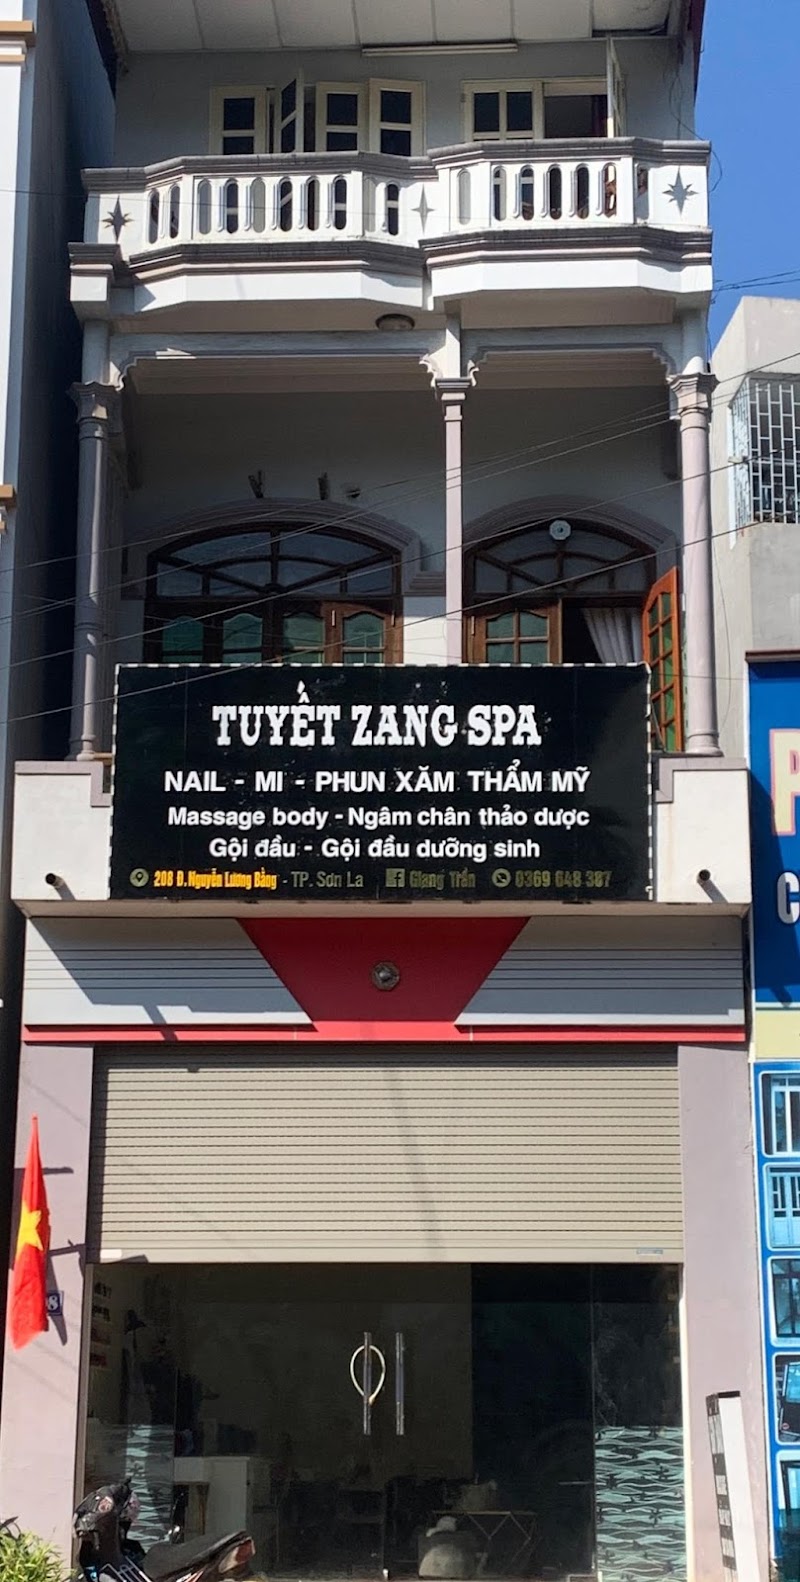 TUYẾT ZANG SPA
NAIL - MI - PHUN XĂM THẨM MỸ
Massage body - Ngâm chân thảo dược
Gội đầu - Gội đầu dưỡng sinh
208 Đ. Nguyễn Lương Bằng - TP. Sơn La Giang Trần 0369 648 387